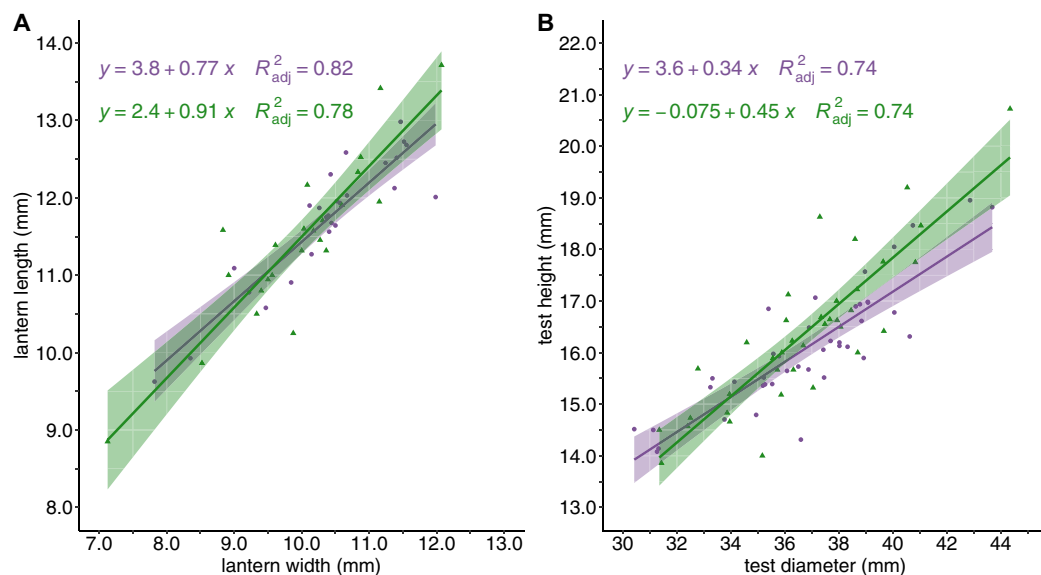 A
14.0
13.0
12.0
11.0
10.0
9.0
8.0
lantern length (mm)
y = 3.8 + 0.77 x R²adj = 0.82
y = 2.4 + 0.91 x R²adj = 0.78
7.0 8.0 9.0 10.0 11.0 12.0 13.0
lantern width (mm)
B
22.0
21.0
20.0
19.0
18.0
17.0
16.0
15.0
14.0
13.0
test height (mm)
y = 3.6 + 0.34 x R²adj = 0.74
y = −0.075 + 0.45 x R²adj = 0.74
30 32 34 36 38 40 42 44
test diameter (mm)